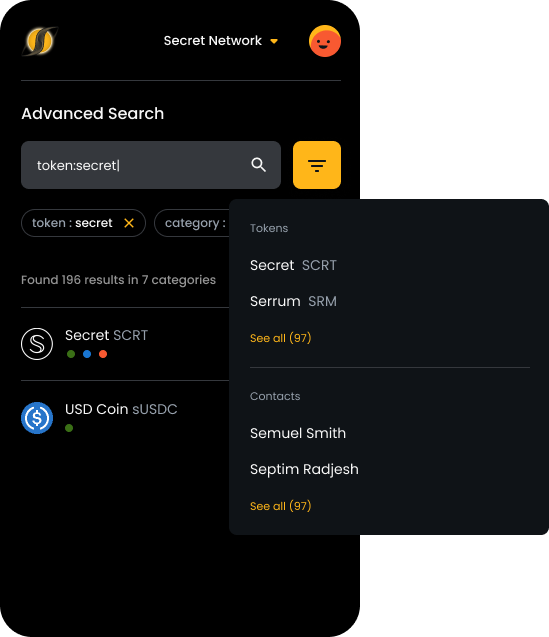 Secret Network
Advanced Search
token:secret
token : secret
category :
Found 196 results in 7 categories
Secret SCRT
USD Coin sUSDC
Tokens
Secret SCRT
Serrum SRM
See all (97)
Contacts
Semuel Smith
Septim Radjesh
See all (97)